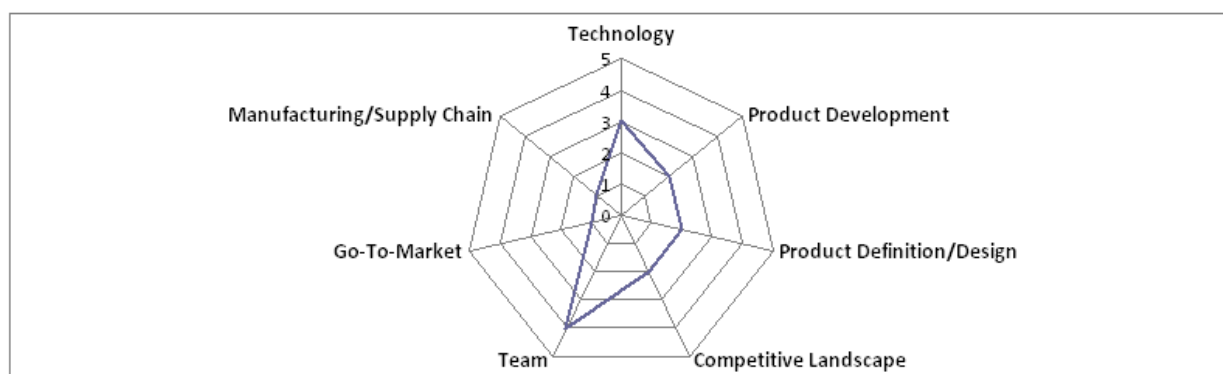 Technology
5
Manufacturing/Supply Chain
4
Product Development
3
2
1
0
Go-To-Market
Product Definition/Design
Team
Competitive Landscape